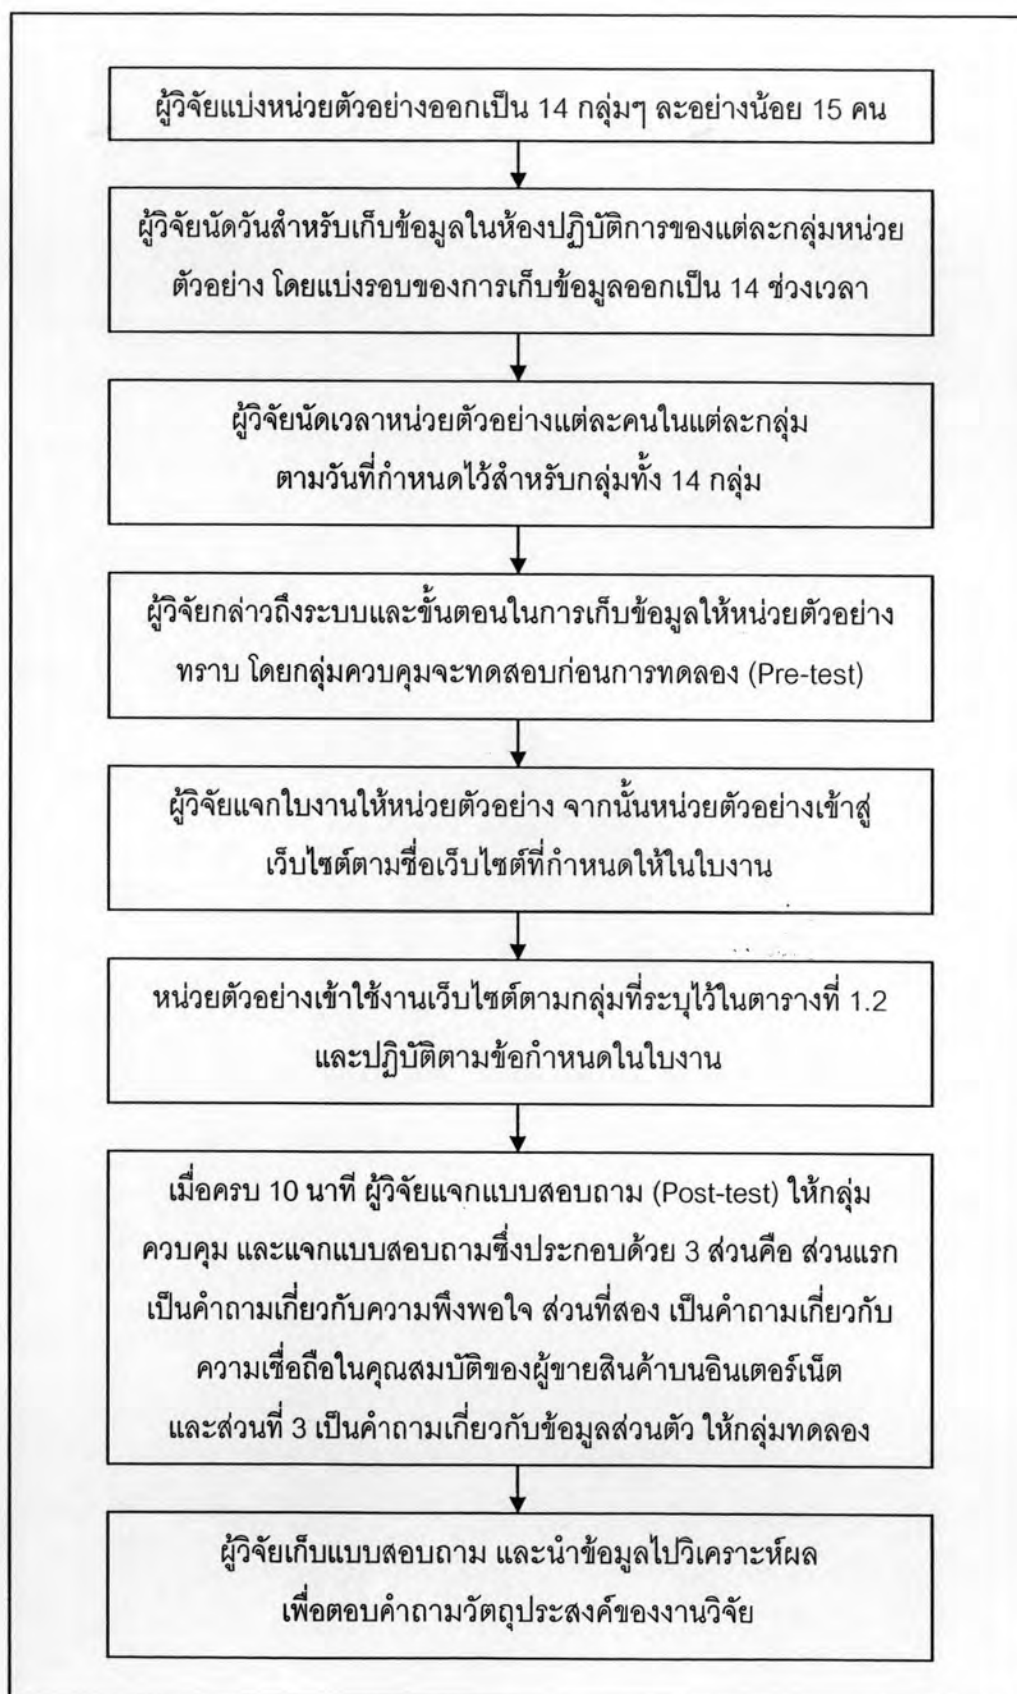 ผู้วิจัยแบ่งหน่วยตัวอย่างออกเป็น 14 กลุ่มๆ ละอย่างน้อย 15 คน
ผู้วิจัยนัดวันสำหรับเก็บข้อมูลในห้องปฏิบัติการของแต่ละกลุ่มหน่วย
ตัวอย่าง โดยแบ่งรอบของการเก็บข้อมูลออกเป็น 14 ช่วงเวลา
ผู้วิจัยนัดเวลาหน่วยตัวอย่างแต่ละคนในแต่ละกลุ่ม
ตามวันที่กำหนดไว้สำหรับกลุ่มทั้ง 14 กลุ่ม
ผู้วิจัยกล่าวถึงระบบและขั้นตอนในการเก็บข้อมูลให้หน่วยตัวอย่าง
ทราบ โดยกลุ่มควบคุมจะทดสอบก่อนการทดลอง (Pre-test)
ผู้วิจัยแจกใบงานให้หน่วยตัวอย่าง จากนั้นหน่วยตัวอย่างเข้าสู่
เว็บไซต์ตามชื่อเว็บไซต์ที่กำหนดให้ในใบงาน
หน่วยตัวอย่างเข้าใช้งานเว็บไซต์ตามกลุ่มที่ระบุไว้ในตารางที่ 1.2
และปฏิบัติตามข้อกำหนดในใบงาน
เมื่อครบ 10 นาที ผู้วิจัยแจกแบบสอบถาม (Post-test) ให้กลุ่ม
ควบคุม และแจกแบบสอบถามซึ่งประกอบด้วย 3 ส่วนคือ ส่วนแรก
เป็นคำถามเกี่ยวกับความพึงพอใจ ส่วนที่สอง เป็นคำถามเกี่ยวกับ
ความเชื่อถือในคุณสมบัติของผู้ขายสินค้าบนอินเตอร์เน็ต
และส่วนที่ 3 เป็นคำถามเกี่ยวกับข้อมูลส่วนตัว ให้กลุ่มทดลอง
ผู้วิจัยเก็บแบบสอบถาม และนำข้อมูลไปวิเคราะห์ผล
เพื่อตอบคำถามวัตถุประสงค์ของงานวิจัย